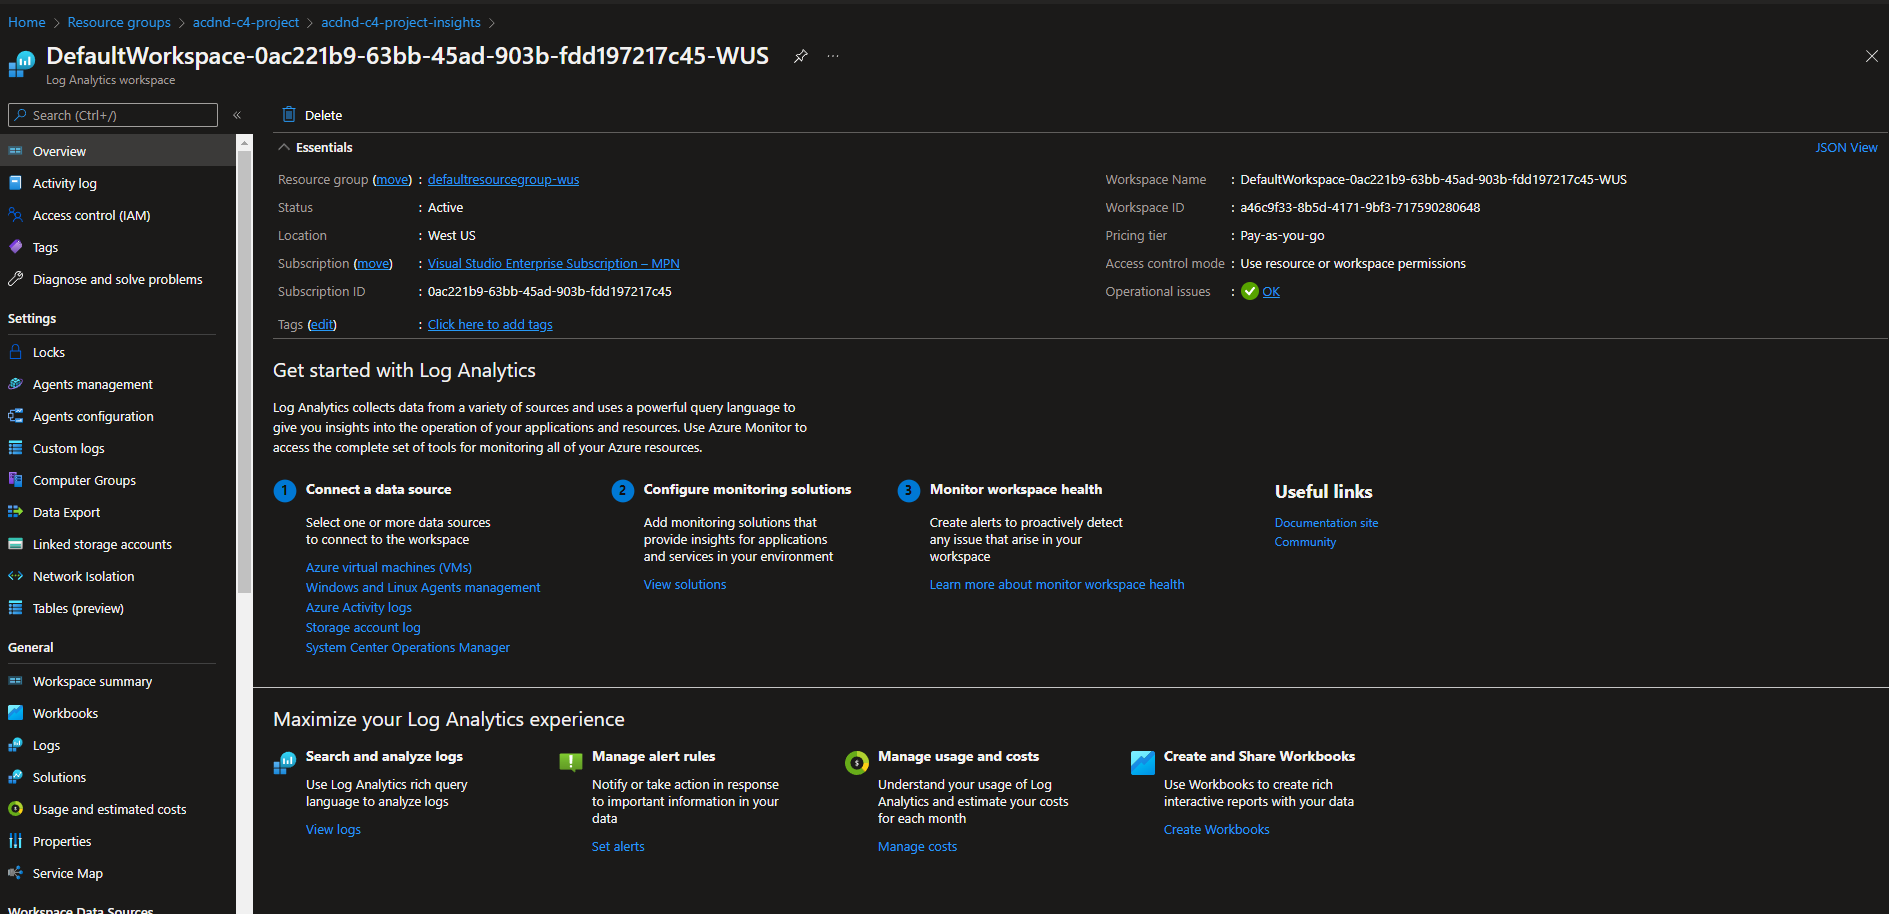 Home > Resource groups > acdnd-c4-project > acdnd-c4-project-insights >
DefaultWorkspace-0ac221b9-63bb-45ad-903b-fdd197217c45-WUS ...
Log Analytics workspace
Search (Ctrl+/) «
Overview
Activity log
Access control (IAM)
Tags
Diagnose and solve problems
Settings
Locks
Agents management
Agents configuration
Custom logs
Computer Groups
Data Export
Linked storage accounts
Network Isolation
Tables (preview)
General
Workspace summary
Workbooks
Logs
Solutions
Usage and estimated costs
Properties
Service Map
Workspace Data Sources
Delete
Essentials
JSON View
Resource group (move) : defaultresourcegroup-wus
Status : Active
Location : West US
Subscription (move) : Visual Studio Enterprise Subscription – MPN
Subscription ID : 0ac221b9-63bb-45ad-903b-fdd197217c45
Tags (edit) : Click here to add tags
Workspace Name : DefaultWorkspace-0ac221b9-63bb-45ad-903b-fdd197217c45-WUS
Workspace ID : a46c9f33-8b5d-4171-9bf3-717590280648
Pricing tier : Pay-as-you-go
Access control mode : Use resource or workspace permissions
Operational issues : OK
Get started with Log Analytics
Log Analytics collects data from a variety of sources and uses a powerful query language to
give you insights into the operation of your applications and resources. Use Azure Monitor to
access the complete set of tools for monitoring all of your Azure resources.
1 Connect a data source
Select one or more data sources
to connect to the workspace
Azure virtual machines (VMs)
Windows and Linux Agents management
Azure Activity logs
Storage account log
System Center Operations Manager
2 Configure monitoring solutions
Add monitoring solutions that
provide insights for applications
and services in your environment
View solutions
3 Monitor workspace health
Create alerts to proactively detect
any issue that arise in your
workspace
Learn more about monitor workspace health
Useful links
Documentation site
Community
Maximize your Log Analytics experience
Search and analyze logs
Use Log Analytics rich query
language to analyze logs
View logs
Manage alert rules
Notify or take action in response
to important information in your
data
Set alerts
Manage usage and costs
Understand your usage of Log
Analytics and estimate your costs
for each month
Manage costs
Create and Share Workbooks
Use Workbooks to create rich
interactive reports with your data
Create Workbooks